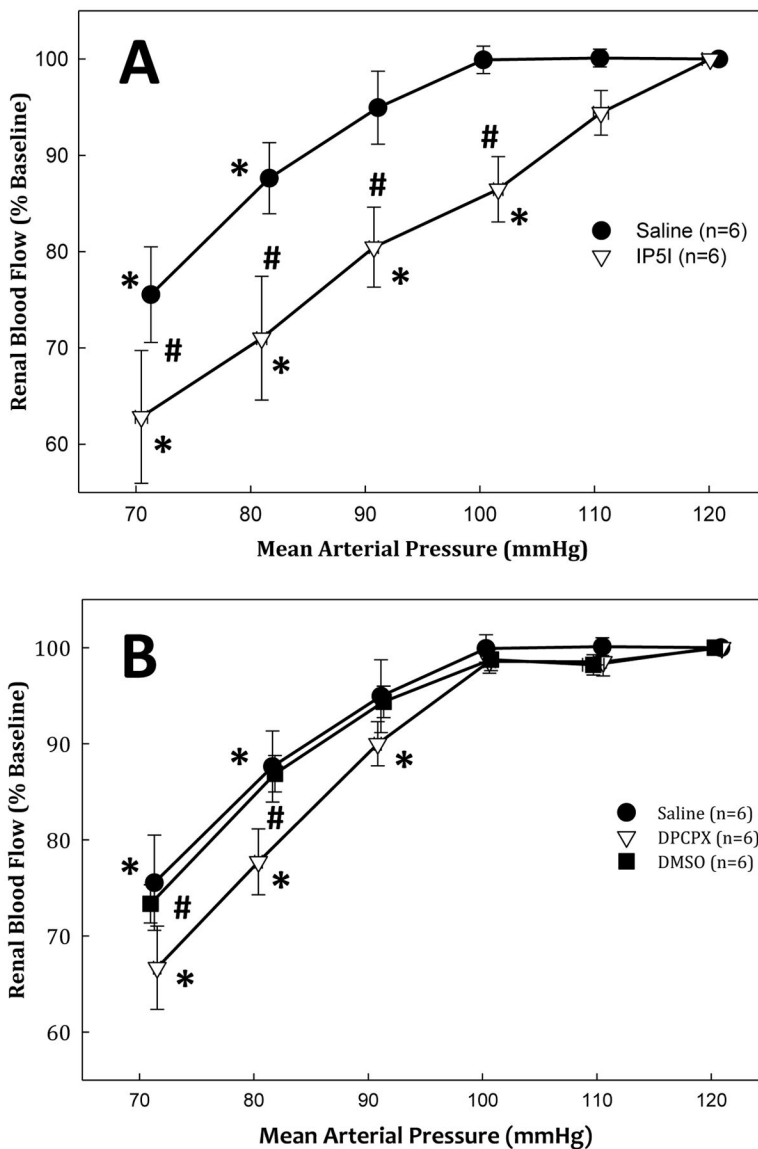 A
100
90
80
70
60
Renal Blood Flow (% Baseline)
*
*
#
#
#
#
*
*
*
*
Saline (n=6)
IP5I (n=6)
70 80 90 100 110 120
Mean Arterial Pressure (mmHg)
B
100
90
80
70
60
Renal Blood Flow (% Baseline)
*
*
#
#
*
*
*
Saline (n=6)
DPCPX (n=6)
DMSO (n=6)
70 80 90 100 110 120
Mean Arterial Pressure (mmHg)